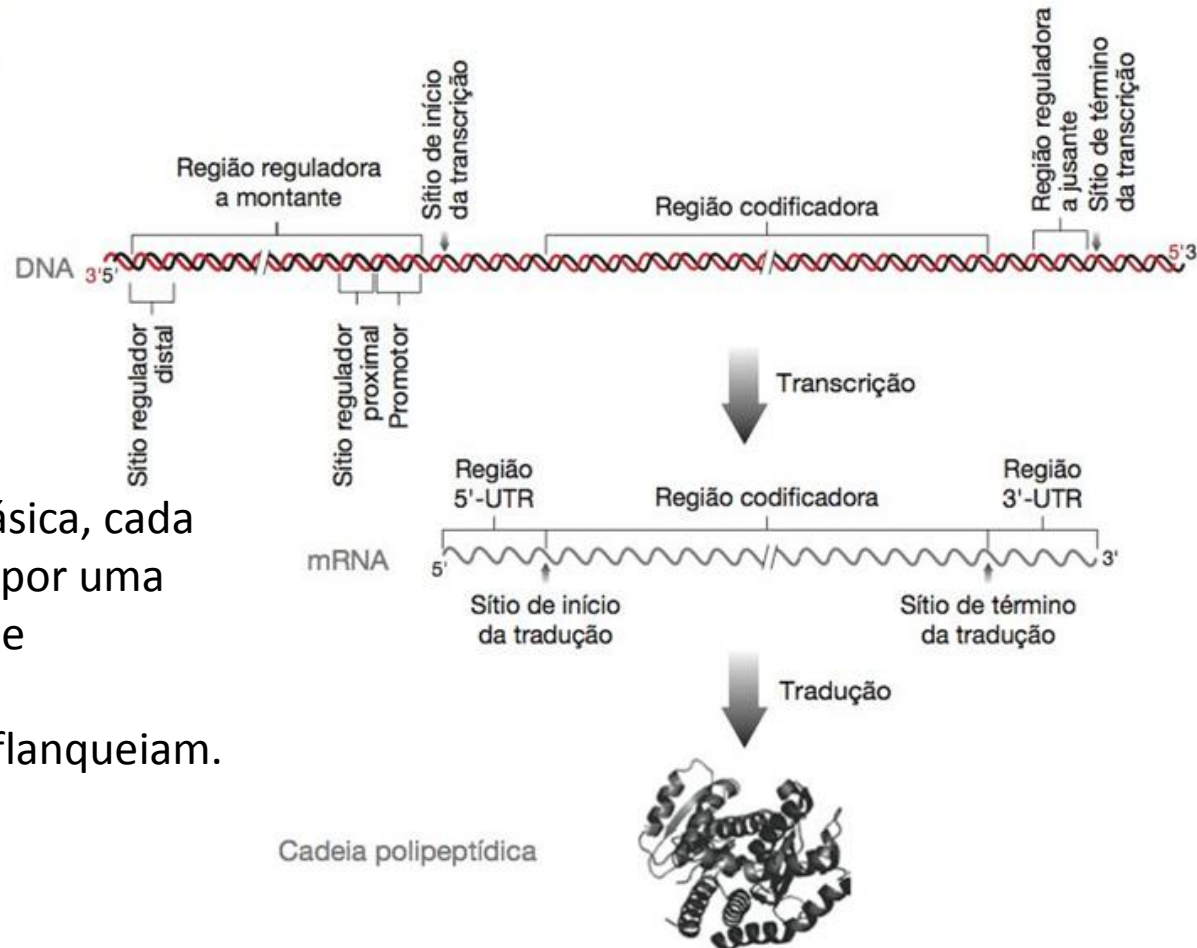 Região reguladora
a montante
Sítio de início
da transcrição
Região codificadora
Região reguladora
a jusante
Sítio de término
da transcrição
DNA
3'5'
5'3
Sítio regulador
distal
Sítio regulador
proximal
Promotor
Transcrição
Região
5'-UTR
Região codificadora
Região
3'-UTR
mRNA
5'
3'
Sítio de início
da tradução
Sítio de término
da tradução
ásica, cada
por uma
e
flanqueiam.
Tradução
Cadeia polipeptídica